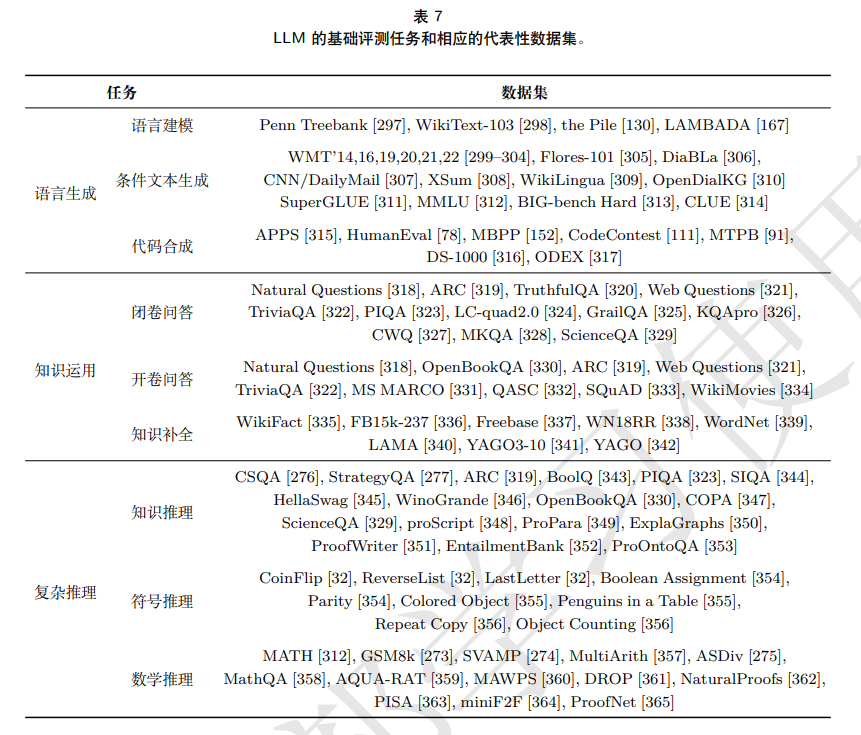 表 7
LLM 的基础评测任务和相应的代表性数据集。
任务 数据集
语言建模 Penn Treebank [297], WikiText-103 [298], the Pile [130], LAMBADA [167]
语言生成 条件文本生成 WMT'14,16,19,20,21,22 [299–304], Flores-101 [305], DiaBLa [306],
CNN/DailyMail [307], XSum [308], WikiLingua [309], OpenDialKG [310]
SuperGLUE [311], MMLU [312], BIG-bench Hard [313], CLUE [314]
代码合成 APPS [315], HumanEval [78], MBPP [152], CodeContest [111], MTPB [91],
DS-1000 [316], ODEX [317]
闭卷问答 Natural Questions [318], ARC [319], TruthfulQA [320], Web Questions [321],
TriviaQA [322], PIQA [323], LC-quad2.0 [324], GrailQA [325], KQApro [326],
CWQ [327], MKQA [328], ScienceQA [329]
知识运用 开卷问答 Natural Questions [318], OpenBookQA [330], ARC [319], Web Questions [321],
TriviaQA [322], MS MARCO [331], QASC [332], SQuAD [333], WikiMovies [334]
知识补全 WikiFact [335], FB15k-237 [336], Freebase [337], WN18RR [338], WordNet [339],
LAMA [340], YAGO3-10 [341], YAGO [342]
知识推理 CSQA [276], StrategyQA [277], ARC [319], BoolQ [343], PIQA [323], SIQA [344],
HellaSwag [345], WinoGrande [346], OpenBookQA [330], COPA [347],
ScienceQA [329], proScript [348], ProPara [349], ExplaGraphs [350],
ProofWriter [351], EntailmentBank [352], ProOntoQA [353]
复杂推理 符号推理 CoinFlip [32], ReverseList [32], LastLetter [32], Boolean Assignment [354],
Parity [354], Colored Object [355], Penguins in a Table [355],
Repeat Copy [356], Object Counting [356]
数学推理 MATH [312], GSM8k [273], SVAMP [274], MultiArith [357], ASDiv [275],
MathQA [358], AQUA-RAT [359], MAWPS [360], DROP [361], NaturalProofs [362],
PISA [363], miniF2F [364], ProofNet [365]
学习使用